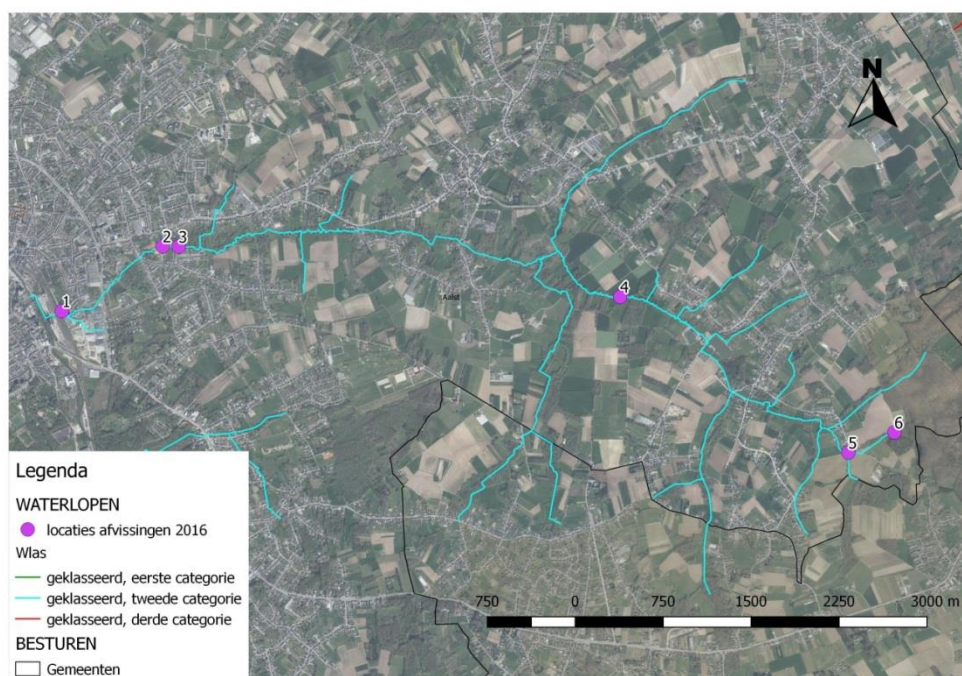 N
2 3
4
1
6
5
Aalst
Legenda
WATERLOPEN
locaties afvissingen 2016
Wlas
geklasseerd, eerste categorie
geklasseerd, tweede categorie
geklasseerd, derde categorie
BESTUREN
Gemeenten
750 0 750 1500 2250 3000 m